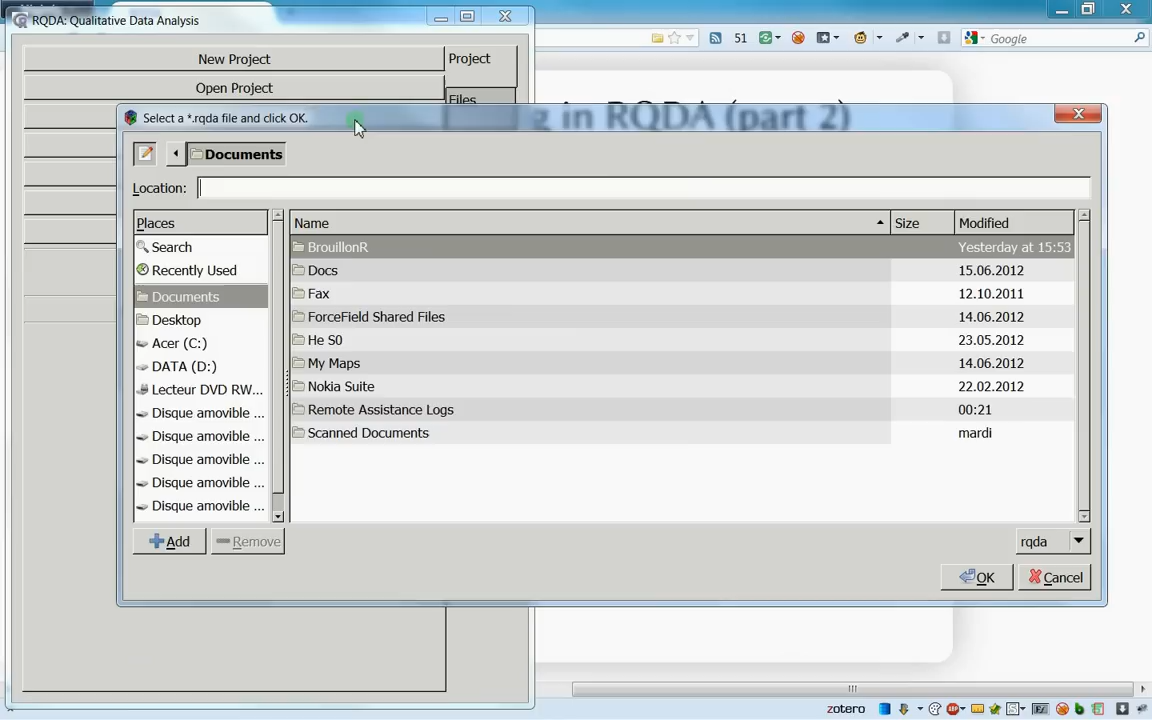 RQDA: Qualitative Data Analysis
New Project
Project
Open Project
Files
51
Google
g in RQDA (part 2)
Select a *.rqda file and click OK.
Documents
Location:
Places
Name
Size
Modified
Search
BrouillonR
Yesterday at 15:53
Recently Used
Docs
15.06.2012
Documents
Fax
12.10.2011
Desktop
ForceField Shared Files
14.06.2012
Acer (C:)
He S0
23.05.2012
DATA (D:)
My Maps
14.06.2012
Lecteur DVD RW...
Nokia Suite
22.02.2012
Disque amovible ...
Remote Assistance Logs
00:21
Disque amovible ...
Scanned Documents
mardi
Disque amovible ...
Disque amovible ...
Disque amovible ...
Add
Remove
rqda
OK
Cancel
zotero